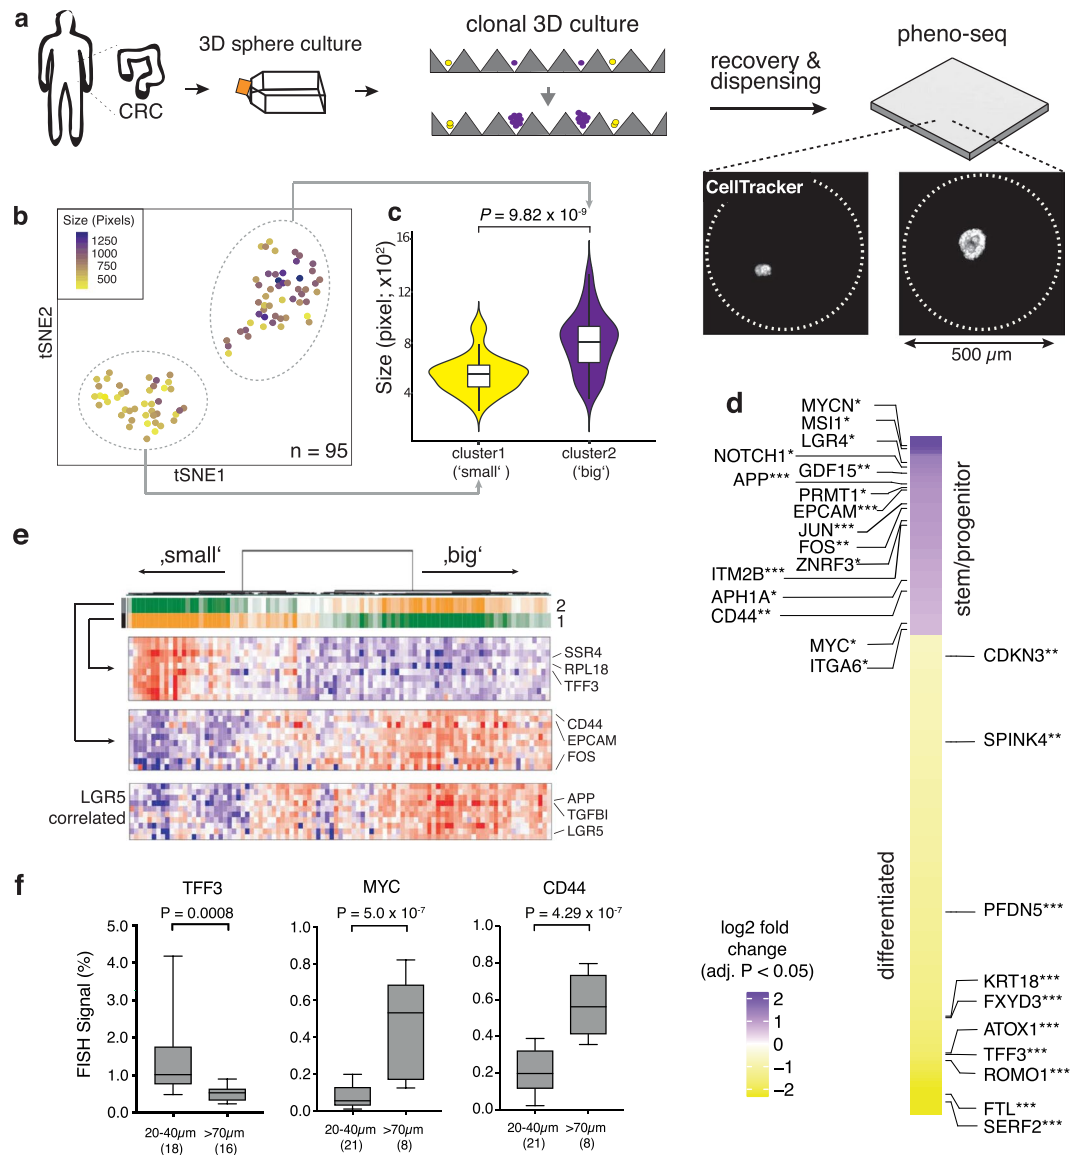 a
CRC
3D sphere culture
clonal 3D culture
recovery &
dispensing
pheno-seq
CellTracker
500 µm
b
Size (Pixels)
1250
1000
750
500
tSNE2
tSNE1
n = 95
c
P = 9.82 x 10-9
Size (pixel; x10²)
16
12
8
4
cluster1
(‘small‘ )
cluster2
(‘big‘)
d
MYCN*
MSI1*
LGR4*
NOTCH1*
GDF15**
APP***
PRMT1*
EPCAM***
JUN***
FOS**
ZNRF3*
ITM2B***
APH1A*
CD44**
MYC*
ITGA6*
stem/progenitor
differentiated
CDKN3**
SPINK4**
PFDN5***
KRT18***
FXYD3***
ATOX1***
TFF3***
ROMO1***
FTL***
SERF2***
log2 fold
change
(adj. P < 0.05)
2
1
0
−1
−2
e
‚small‘
‚big‘
2
1
SSR4
RPL18
TFF3
CD44
EPCAM
FOS
LGR5
correlated
APP
TGFBI
LGR5
f
FISH Signal (%)
TFF3
P = 0.0008
5.0
4.0
3.0
2.0
1.0
0.0
20-40µm
(18)
>70µm
(16)
MYC
P = 5.0 x 10-7
1.0
0.8
0.6
0.4
0.2
0.0
20-40µm
(21)
>70µm
(8)
CD44
P = 4.29 x 10-7
1.0
0.8
0.6
0.4
0.2
0.0
20-40µm
(21)
>70µm
(8)